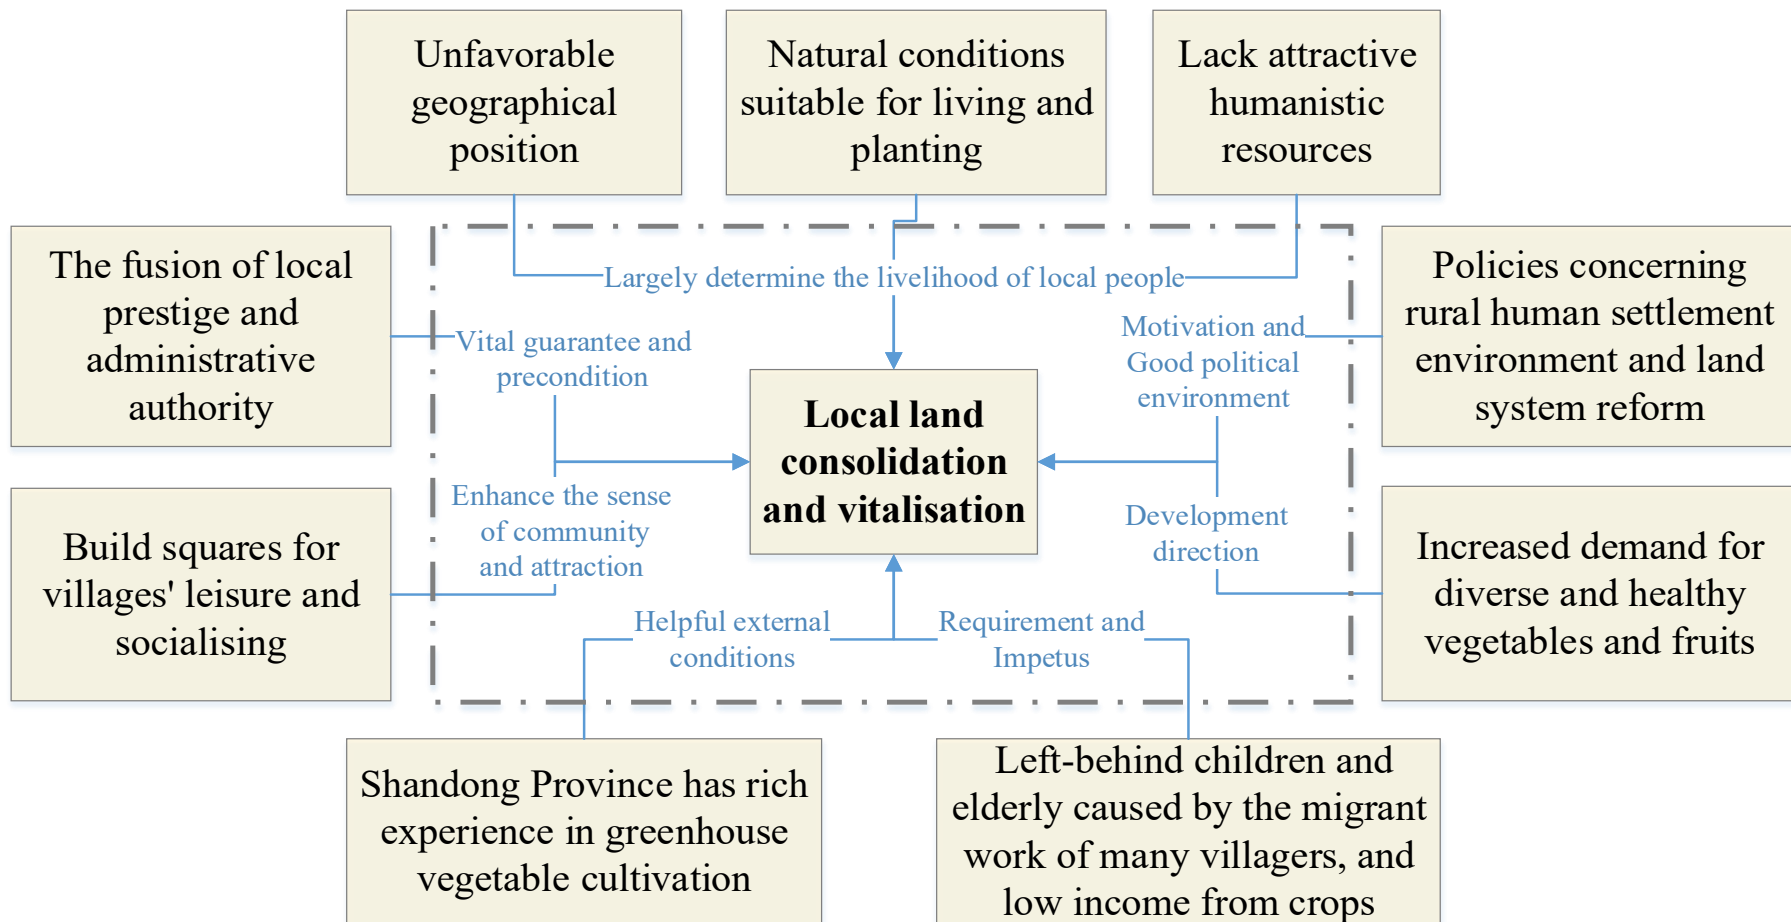 Unfavorable
geographical
position
Natural conditions
suitable for living and
planting
Lack attractive
humanistic
resources
The fusion of local
prestige and
administrative
authority
Largely determine the livelihood of local people
Policies concerning
rural human settlement
environment and land
system reform
Vital guarantee and
precondition
Motivation and
Good political
environment
Local land
consolidation
and vitalisation
Enhance the sense
of community
and attraction
Development
direction
Build squares for
villages' leisure and
socialising
Increased demand for
diverse and healthy
vegetables and fruits
Helpful external
conditions
Requirement and
Impetus
Shandong Province has rich
experience in greenhouse
vegetable cultivation
Left-behind children and
elderly caused by the migrant
work of many villagers, and
low income from crops